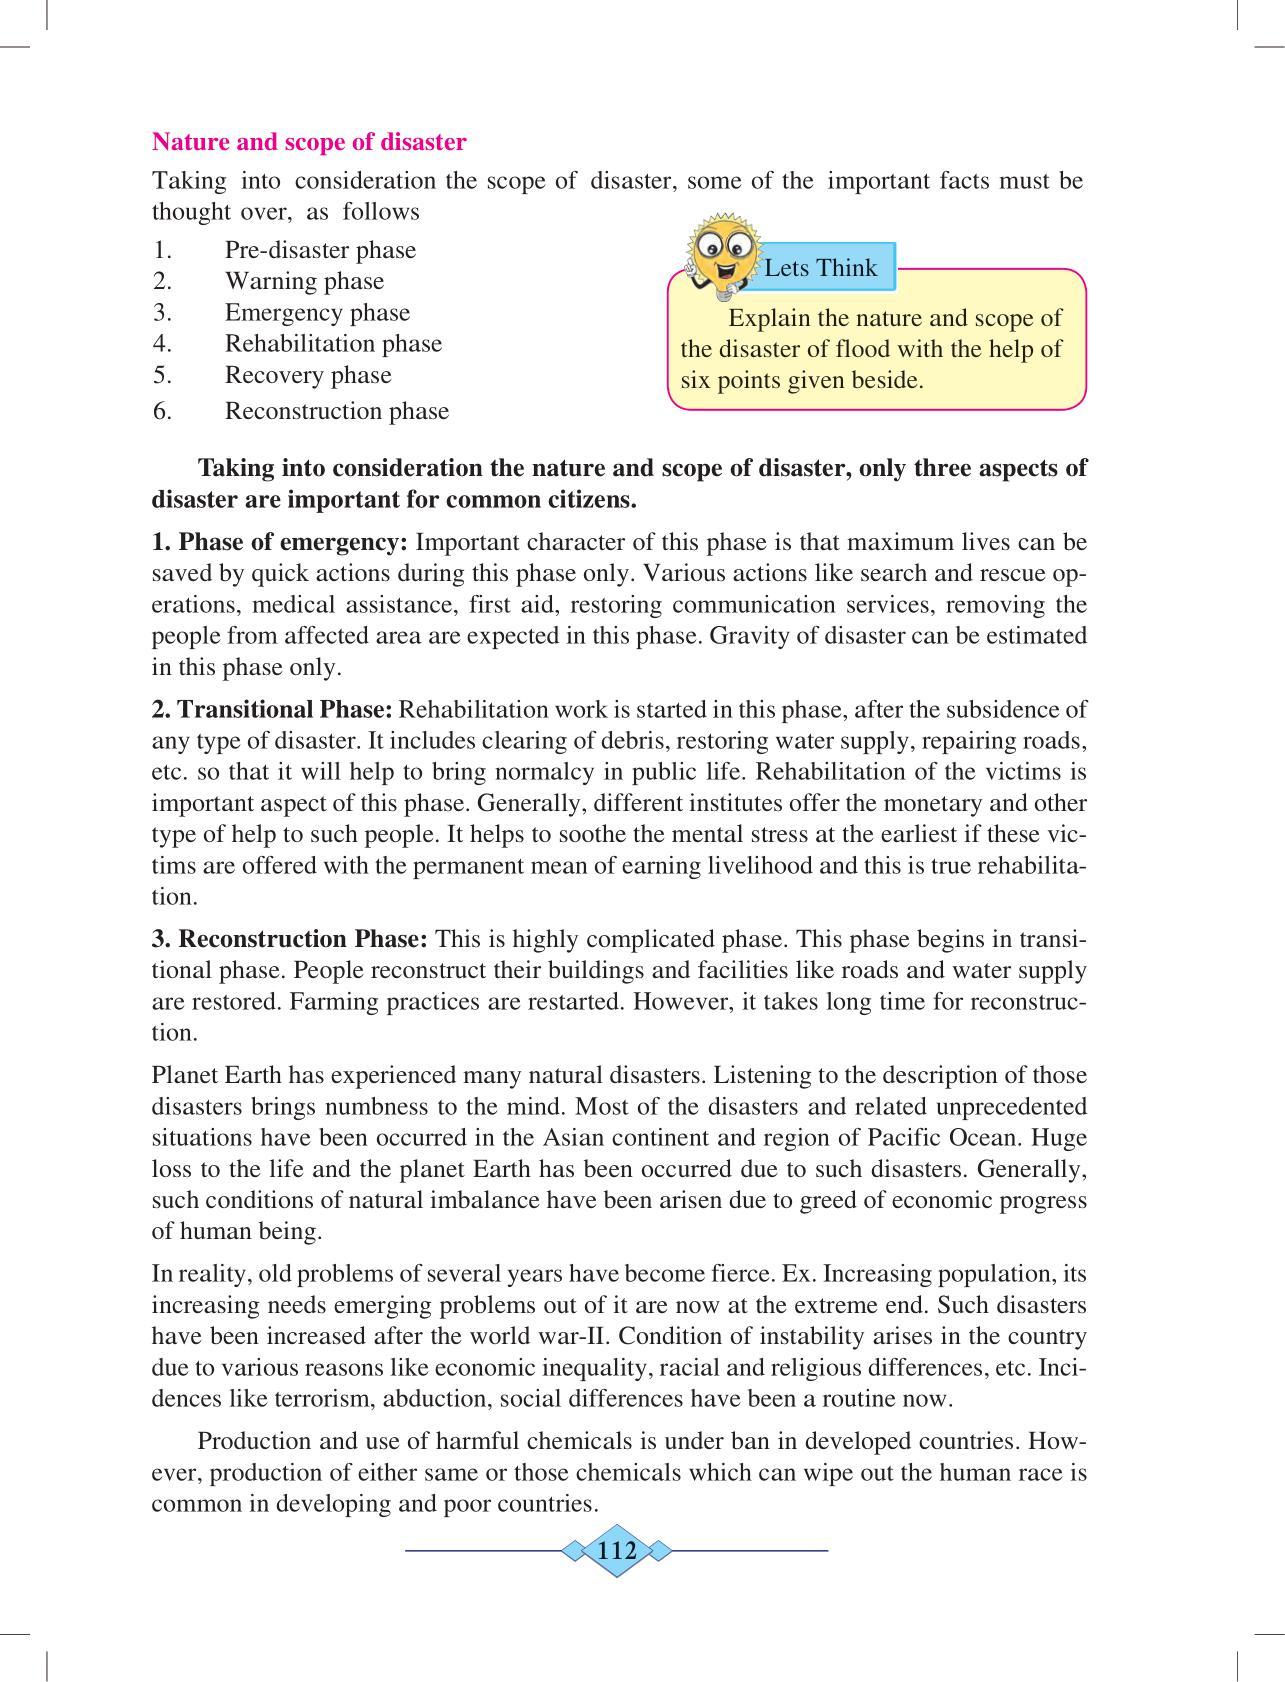 Nature and scope of disaster
Taking into consideration the scope of disaster, some of the important facts must be
thought over, as follows
1. Pre-disaster phase
2. Warning phase
3. Emergency phase
4. Rehabilitation phase
5. Recovery phase
6. Reconstruction phase
Lets Think
Explain the nature and scope of
the disaster of flood with the help of
six points given beside.
Taking into consideration the nature and scope of disaster, only three aspects of
disaster are important for common citizens.
1. Phase of emergency: Important character of this phase is that maximum lives can be
saved by quick actions during this phase only. Various actions like search and rescue op-
erations, medical assistance, first aid, restoring communication services, removing the
people from affected area are expected in this phase. Gravity of disaster can be estimated
in this phase only.
2. Transitional Phase: Rehabilitation work is started in this phase, after the subsidence of
any type of disaster. It includes clearing of debris, restoring water supply, repairing roads,
etc. so that it will help to bring normalcy in public life. Rehabilitation of the victims is
important aspect of this phase. Generally, different institutes offer the monetary and other
type of help to such people. It helps to soothe the mental stress at the earliest if these vic-
tims are offered with the permanent mean of earning livelihood and this is true rehabilita-
tion.
3. Reconstruction Phase: This is highly complicated phase. This phase begins in transi-
tional phase. People reconstruct their buildings and facilities like roads and water supply
are restored. Farming practices are restarted. However, it takes long time for reconstruc-
tion.
Planet Earth has experienced many natural disasters. Listening to the description of those
disasters brings numbness to the mind. Most of the disasters and related unprecedented
situations have been occurred in the Asian continent and region of Pacific Ocean. Huge
loss to the life and the planet Earth has been occurred due to such disasters. Generally,
such conditions of natural imbalance have been arisen due to greed of economic progress
of human being.
In reality, old problems of several years have become fierce. Ex. Increasing population, its
increasing needs emerging problems out of it are now at the extreme end. Such disasters
have been increased after the world war-II. Condition of instability arises in the country
due to various reasons like economic inequality, racial and religious differences, etc. Inci-
dences like terrorism, abduction, social differences have been a routine now.
Production and use of harmful chemicals is under ban in developed countries. How-
ever, production of either same or those chemicals which can wipe out the human race is
common in developing and poor countries.
112